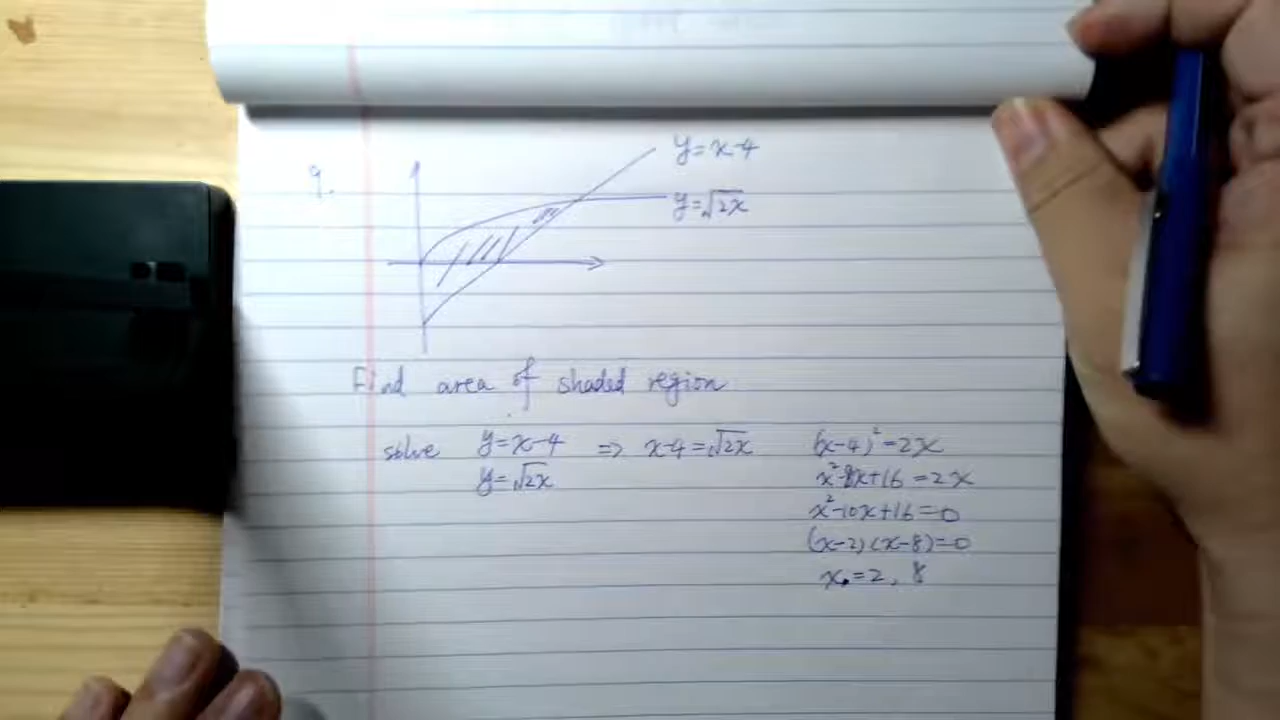 9.
y=x-4
y=√2x
Find area of shaded region
solve y=x-4 ⇒ x-4=√2x (x-4)²=2x
y=√2x x²-8x+16=2x
x²-10x+16=0
(x-2)(x-8)=0
x=2, 8